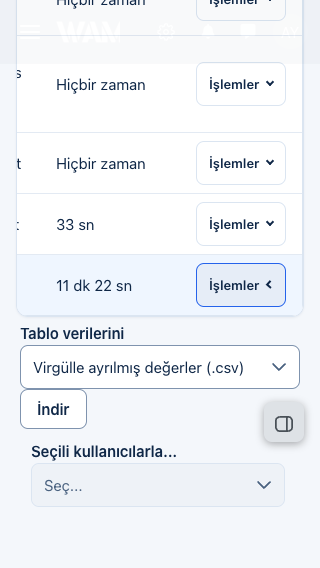 Hiçbir zaman
İşlemler
s
Hiçbir zaman
İşlemler
t
Hiçbir zaman
İşlemler
t
33 sn
İşlemler
11 dk 22 sn
İşlemler
Tablo verilerini
Virgülle ayrılmış değerler (.csv)
İndir
Seçili kullanıcılarla...
Seç...